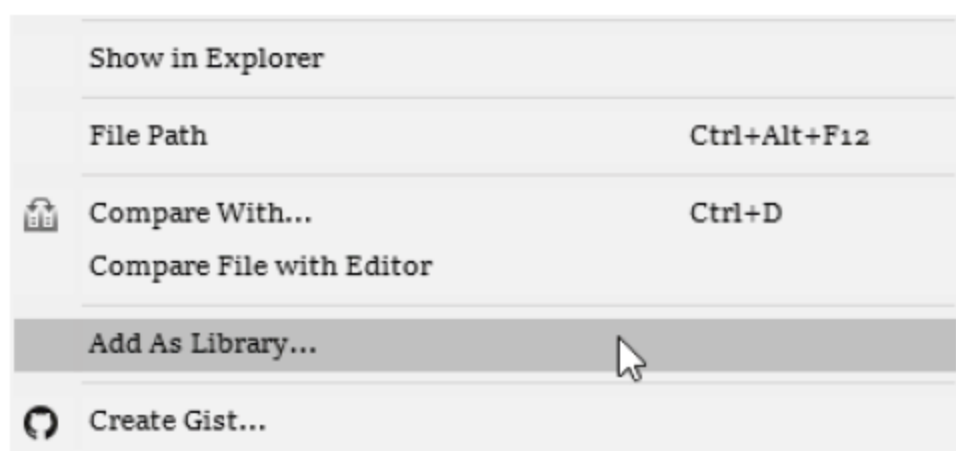 Show in Explorer
File Path Ctrl+Alt+F12
Compare With... Ctrl+D
Compare File with Editor
Add As Library...
Create Gist...